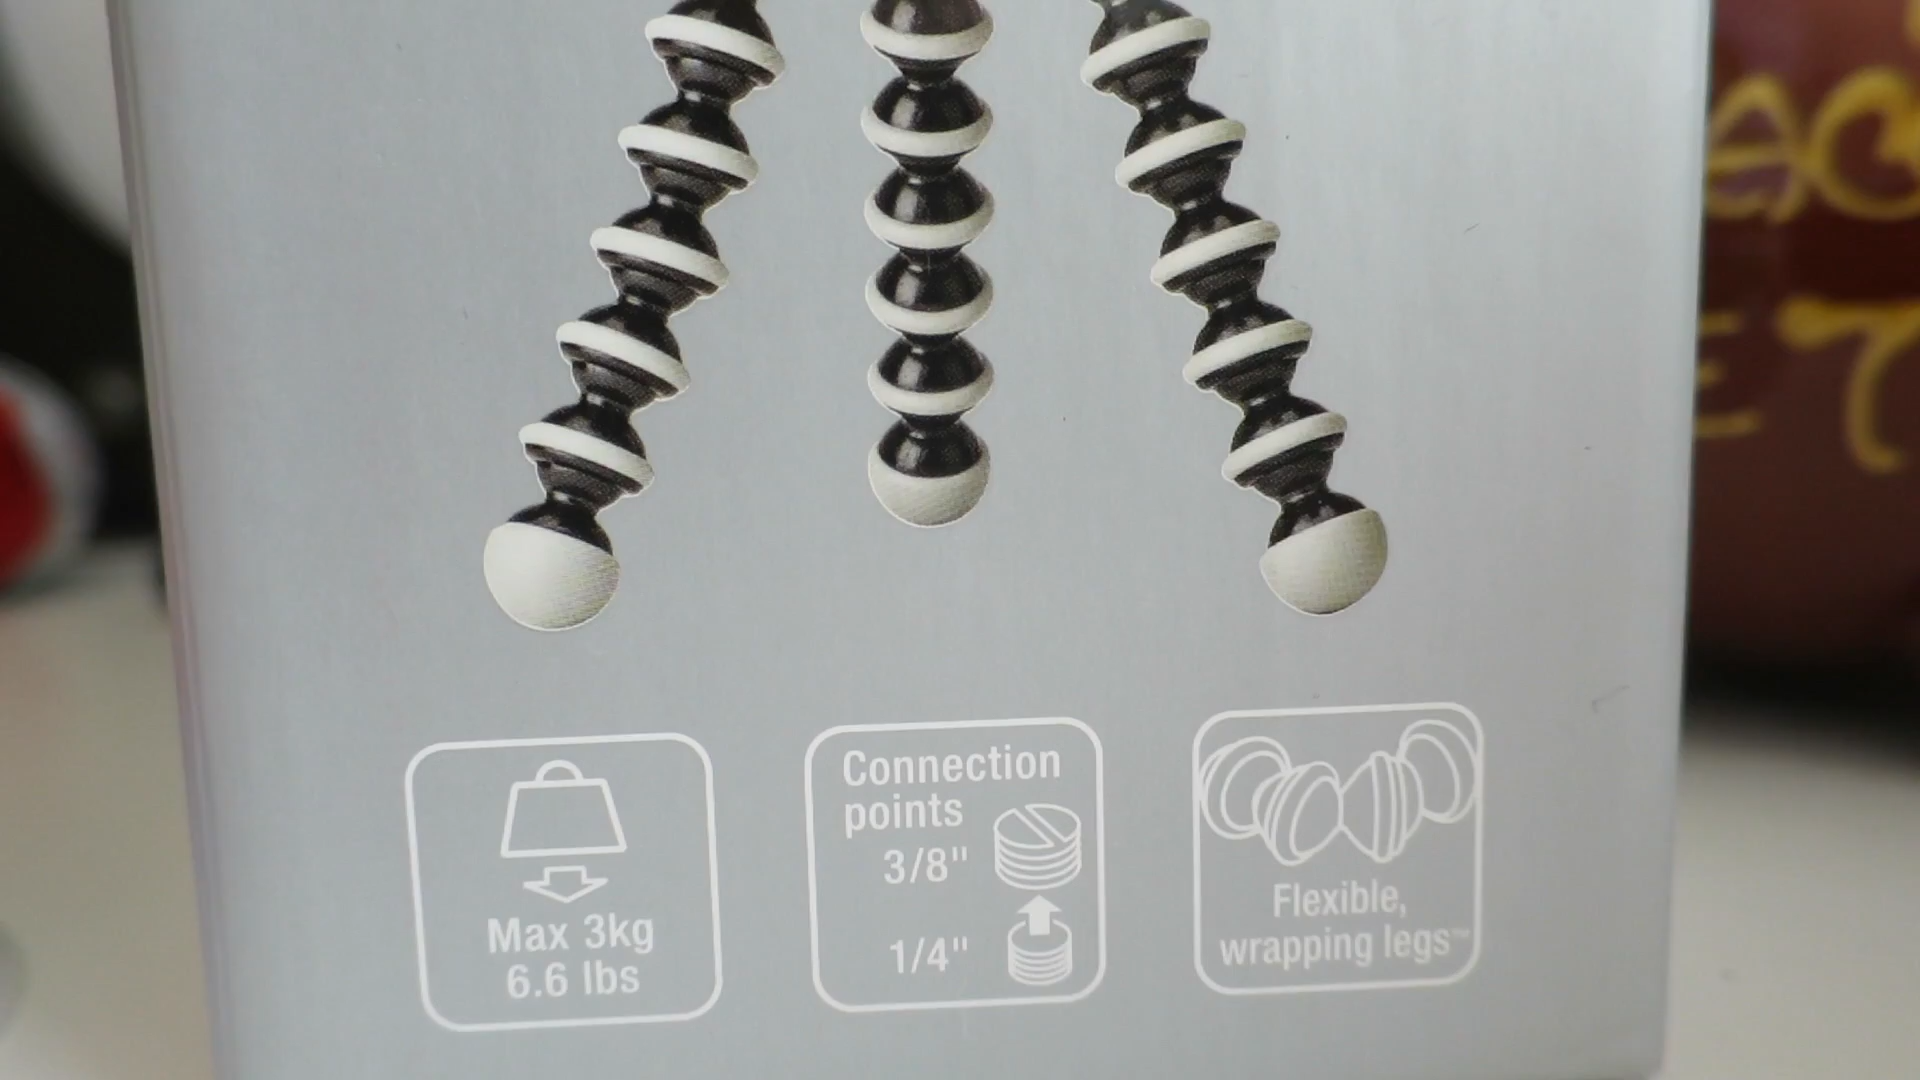 Max 3kg
6.6 lbs
Connection
points
3/8"
1/4"
Flexible,
wrapping legs™